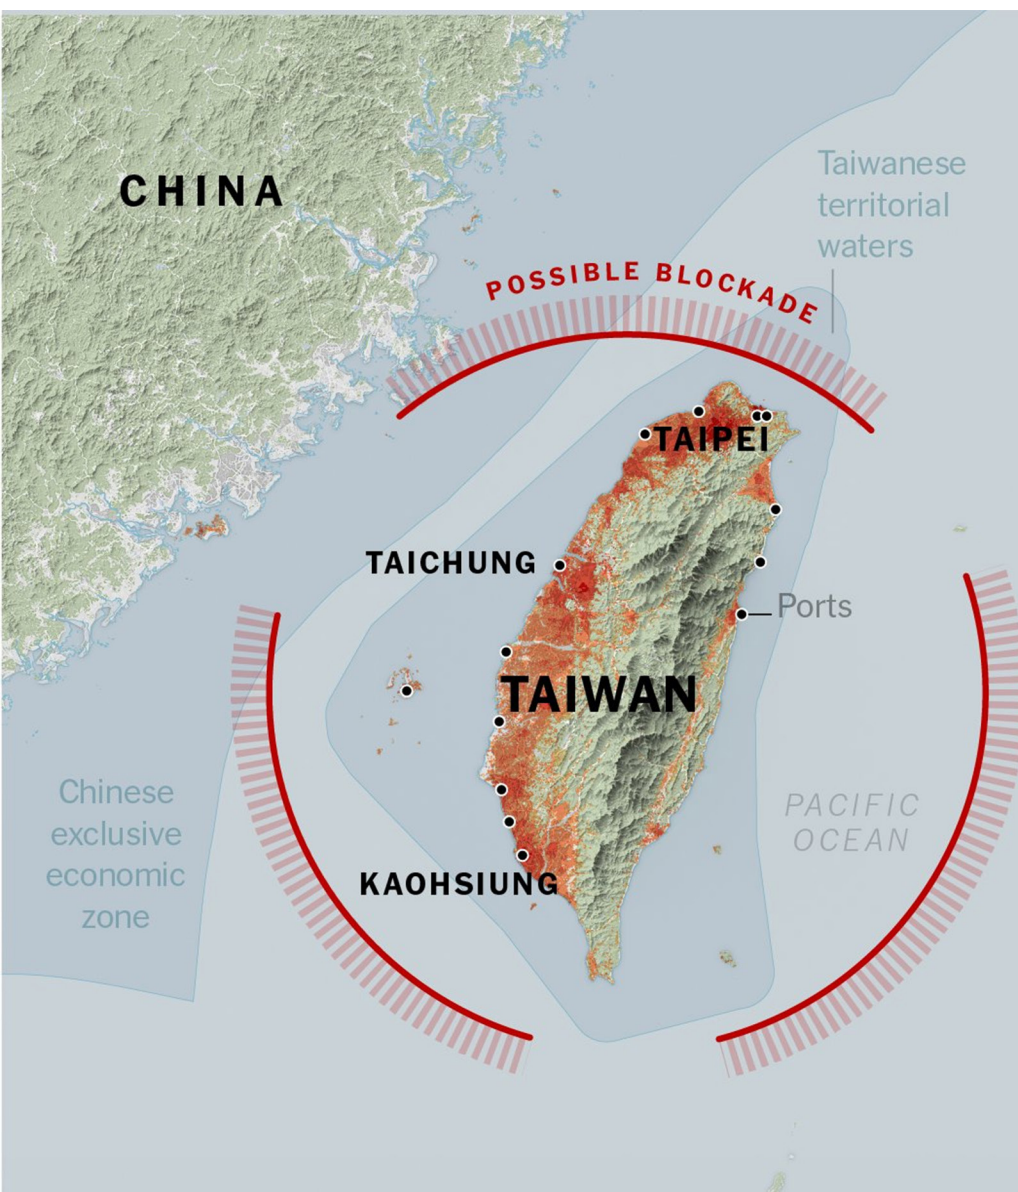 CHINA
Taiwanese
territorial
waters
POSSIBLE BLOCKADE
TAIPEI
TAICHUNG
Ports
TAIWAN
Chinese
exclusive
economic
zone
PACIFIC
OCEAN
KAOHSIUNG